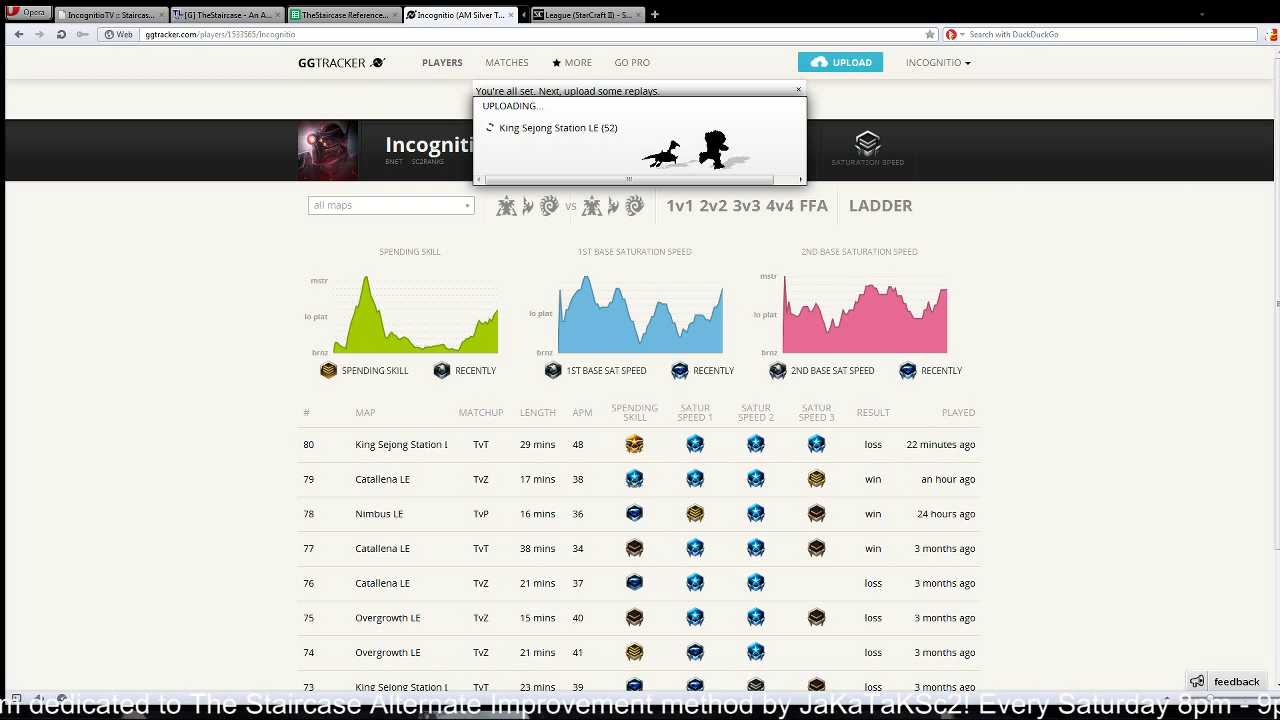 Opera
IncognitioTV :: Staircas...
[G] TheStaircase - An A...
TheStaircase Reference...
Incognitio (AM Silver T...
League (StarCraft II) - S...
Web
ggtracker.com/players/1533565/Incognitio
Search with DuckDuckGo
GGTRACKER
PLAYERS
MATCHES
MORE
GO PRO
UPLOAD
INCOGNITIO
You're all set. Next, upload some replays.
UPLOADING...
King Sejong Station LE (52)
Incogniti
BNET SC2RANKS
SATURATION SPEED
all maps
VS
1v1 2v2 3v3 4v4 FFA
LADDER
SPENDING SKILL
1ST BASE SATURATION SPEED
2ND BASE SATURATION SPEED
mstr
lo plat
brnz
lo plat
brnz
mstr
lo plat
brnz
SPENDING SKILL
RECENTLY
1ST BASE SAT SPEED
RECENTLY
2ND BASE SAT SPEED
RECENTLY
# MAP MATCHUP LENGTH APM SPENDING SKILL SATUR SPEED 1 SATUR SPEED 2 SATUR SPEED 3 RESULT PLAYED
80 King Sejong Station L TvT 29 mins 48 loss 22 minutes ago
79 Catallena LE TvZ 17 mins 38 win an hour ago
78 Nimbus LE TvP 16 mins 36 win 24 hours ago
77 Catallena LE TvT 38 mins 34 win 3 months ago
76 Catallena LE TvZ 21 mins 37 loss 3 months ago
75 Overgrowth LE TvZ 15 mins 40 loss 3 months ago
74 Overgrowth LE TvZ 21 mins 41 loss 3 months ago
73 King Sejong Station L TvT 26 mins 39 loss 3 months ago
feedback
m dedicated to The Staircase Alternate Improvement method by JaKaTaKSc2! Every Saturday 8pm - 9p